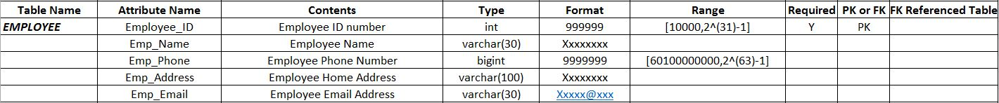 Table Name Attribute Name Contents Type Format Range Required PK or FK FK Referenced Table
EMPLOYEE Employee_ID Employee ID number int 999999 [10000,2^(31)-1] Y PK
Emp_Name Employee Name varchar(30) Xxxxxxxx
Emp_Phone Employee Phone Number bigint 9999999 [60100000000,2^(63)-1]
Emp_Address Employee Home Address varchar(100) Xxxxxxxx
Emp_Email Employee Email Address varchar(30) Xxxxx@xxx